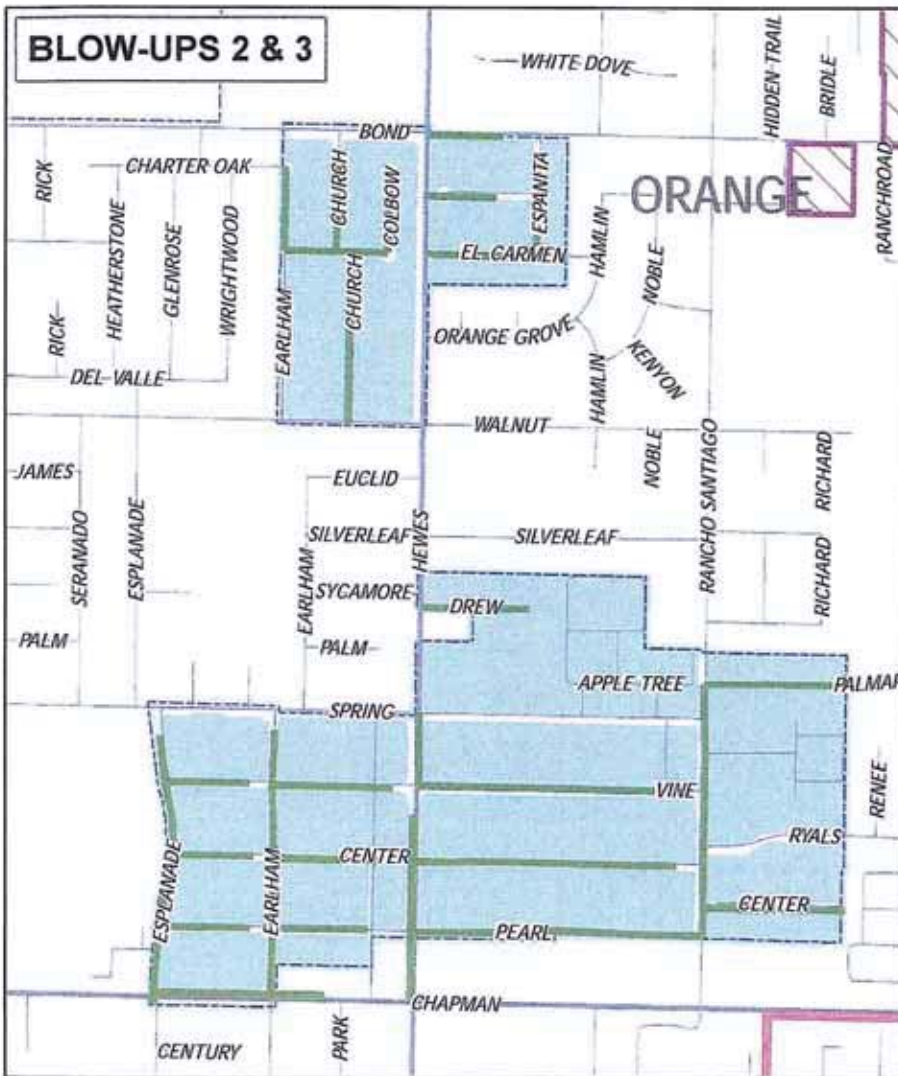 BLOW-UPS 2 & 3
WHITE DOVE
HIDDEN TRAIL
BRIDLE
BOND
RANCHROAD
CHARTER OAK
RICK
CHURCH
COLBOW
ESPANITA
ORANGE
HEATHERSTONE
GLENROSE
WRIGHTWOOD
EL CARMEN
HAMLIN
NOBLE
RICK
EARLHAM
CHURCH
ORANGE GROVE
KENYON
DEL VALLE
HAMLIN
WALNUT
NOBLE
RANCHO SANTIAGO
RICHARD
JAMES
EUCLID
SERANADO
ESPLANADE
HEWES
SILVERLEAF
SILVERLEAF
EARLHAM
SYCAMORE
DREW
RICHARD
PALM
PALM
APPLE TREE
PALMAR
SPRING
VINE
RENEE
RYALS
CENTER
ESPLANADE
EARLHAM
CENTER
PEARL
CHAPMAN
CENTURY
PARK